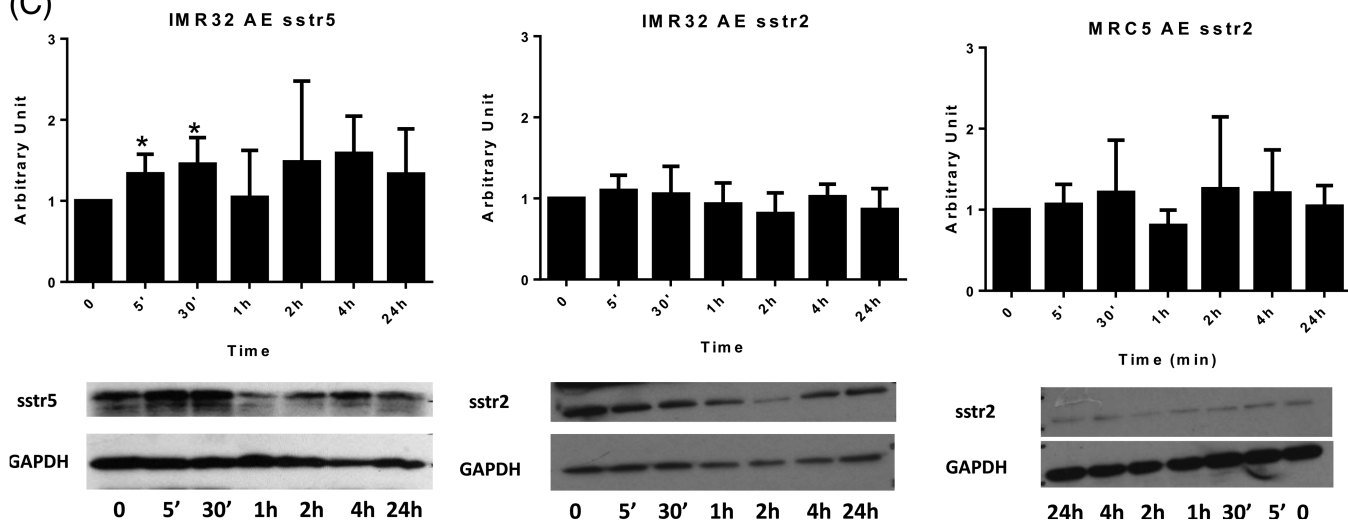 (C)
IMR32 AE sstr5
3
2
1
0
Arbitrary Unit
* *
0 5' 30' 1h 2h 4h 24h
Time
sstr5
GAPDH
0 5’ 30’ 1h 2h 4h 24h
IMR32 AE sstr2
3
2
1
0
Arbitrary Unit
0 5' 30' 1h 2h 4h 24h
Time
sstr2
GAPDH
0 5’ 30’ 1h 2h 4h 24h
MRC5 AE sstr2
3
2
1
0
Arbitrary Unit
0 5' 30' 1h 2h 4h 24h
Time (min)
sstr2
GAPDH
24h 4h 2h 1h 30’ 5’ 0